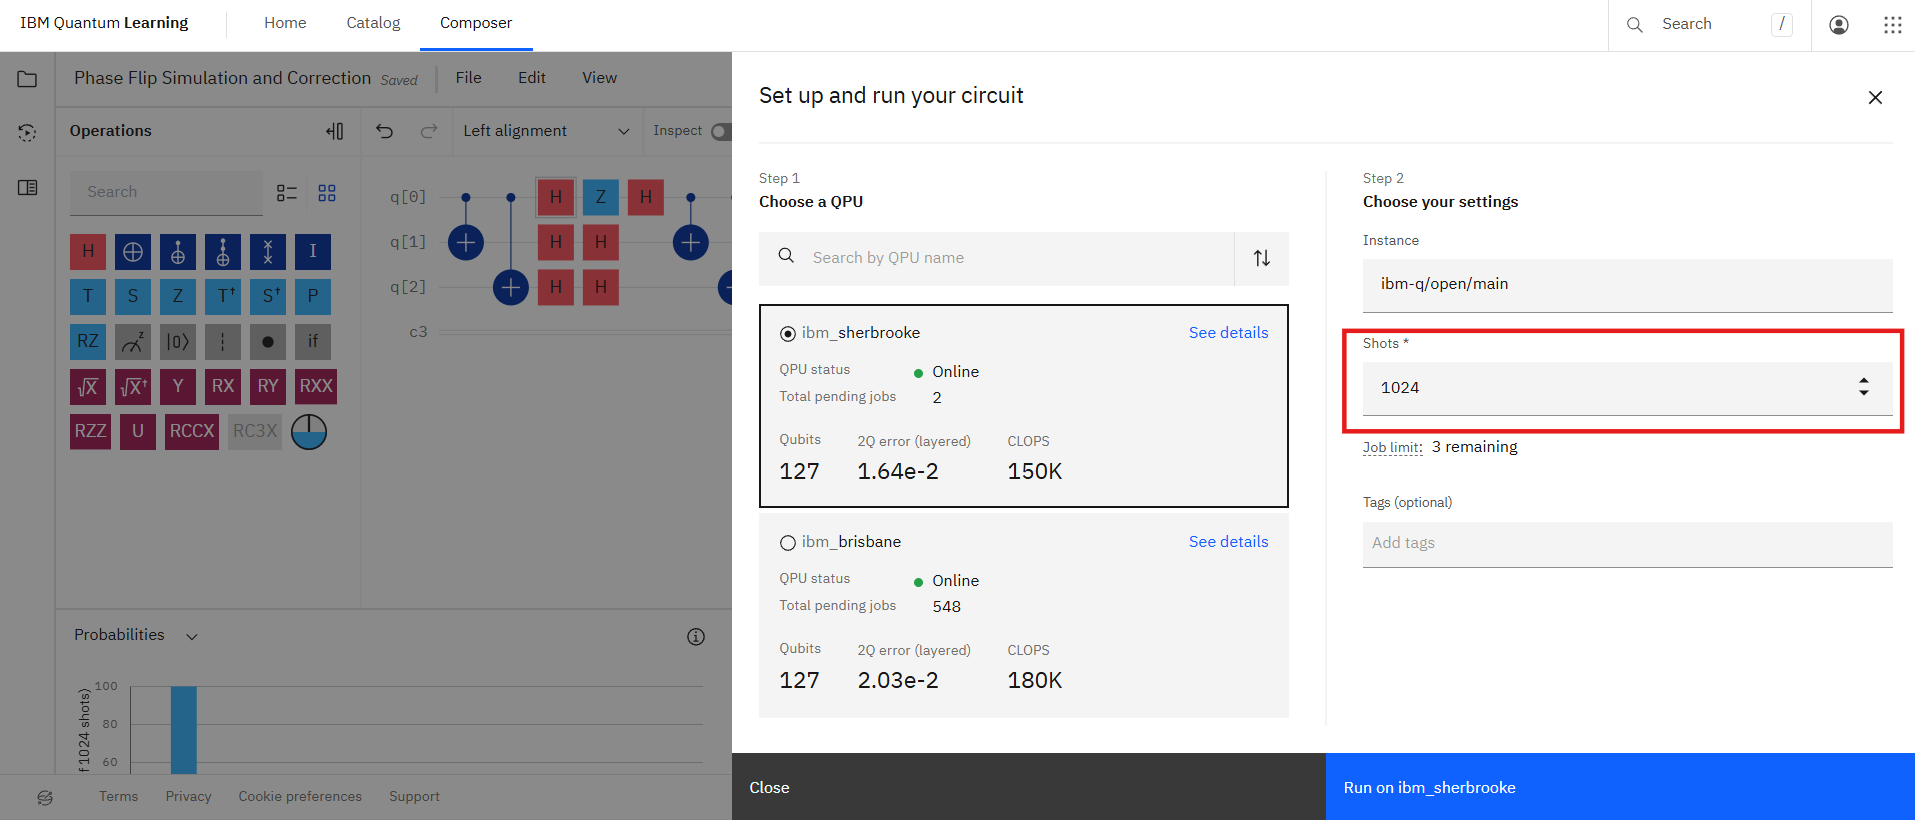 IBM Quantum Learning
Home
Catalog
Composer
Search
/
Phase Flip Simulation and Correction
Saved
File
Edit
View
Operations
Left alignment
Inspect
Search
H
I
T
S
Z
T†
S†
P
RZ
z
|0⟩
if
√X
√X†
Y
RX
RY
RXX
RZZ
U
RCCX
RC3X
q[0]
H
Z
H
q[1]
H
H
q[2]
H
H
c3
Probabilities
100
80
60
f 1024 shots)
Terms
Privacy
Cookie preferences
Support
Set up and run your circuit
Step 1
Choose a QPU
Search by QPU name
ibm_sherbrooke
See details
QPU status
Online
Total pending jobs
2
Qubits
2Q error (layered)
CLOPS
127
1.64e-2
150K
ibm_brisbane
See details
QPU status
Online
Total pending jobs
548
Qubits
2Q error (layered)
CLOPS
127
2.03e-2
180K
Step 2
Choose your settings
Instance
ibm-q/open/main
Shots *
1024
Job limit: 3 remaining
Tags (optional)
Add tags
Close
Run on ibm_sherbrooke